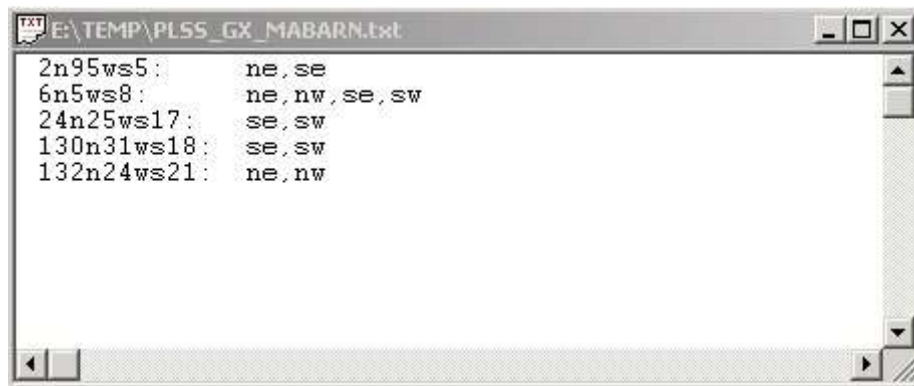 TXT E:\TEMP\PLSS_GX_MABARN.txt
2n95ws5: ne,se
6n5ws8: ne,nw,se,sw
24n25ws17: se,sw
130n31ws18: se,sw
132n24ws21: ne,nw